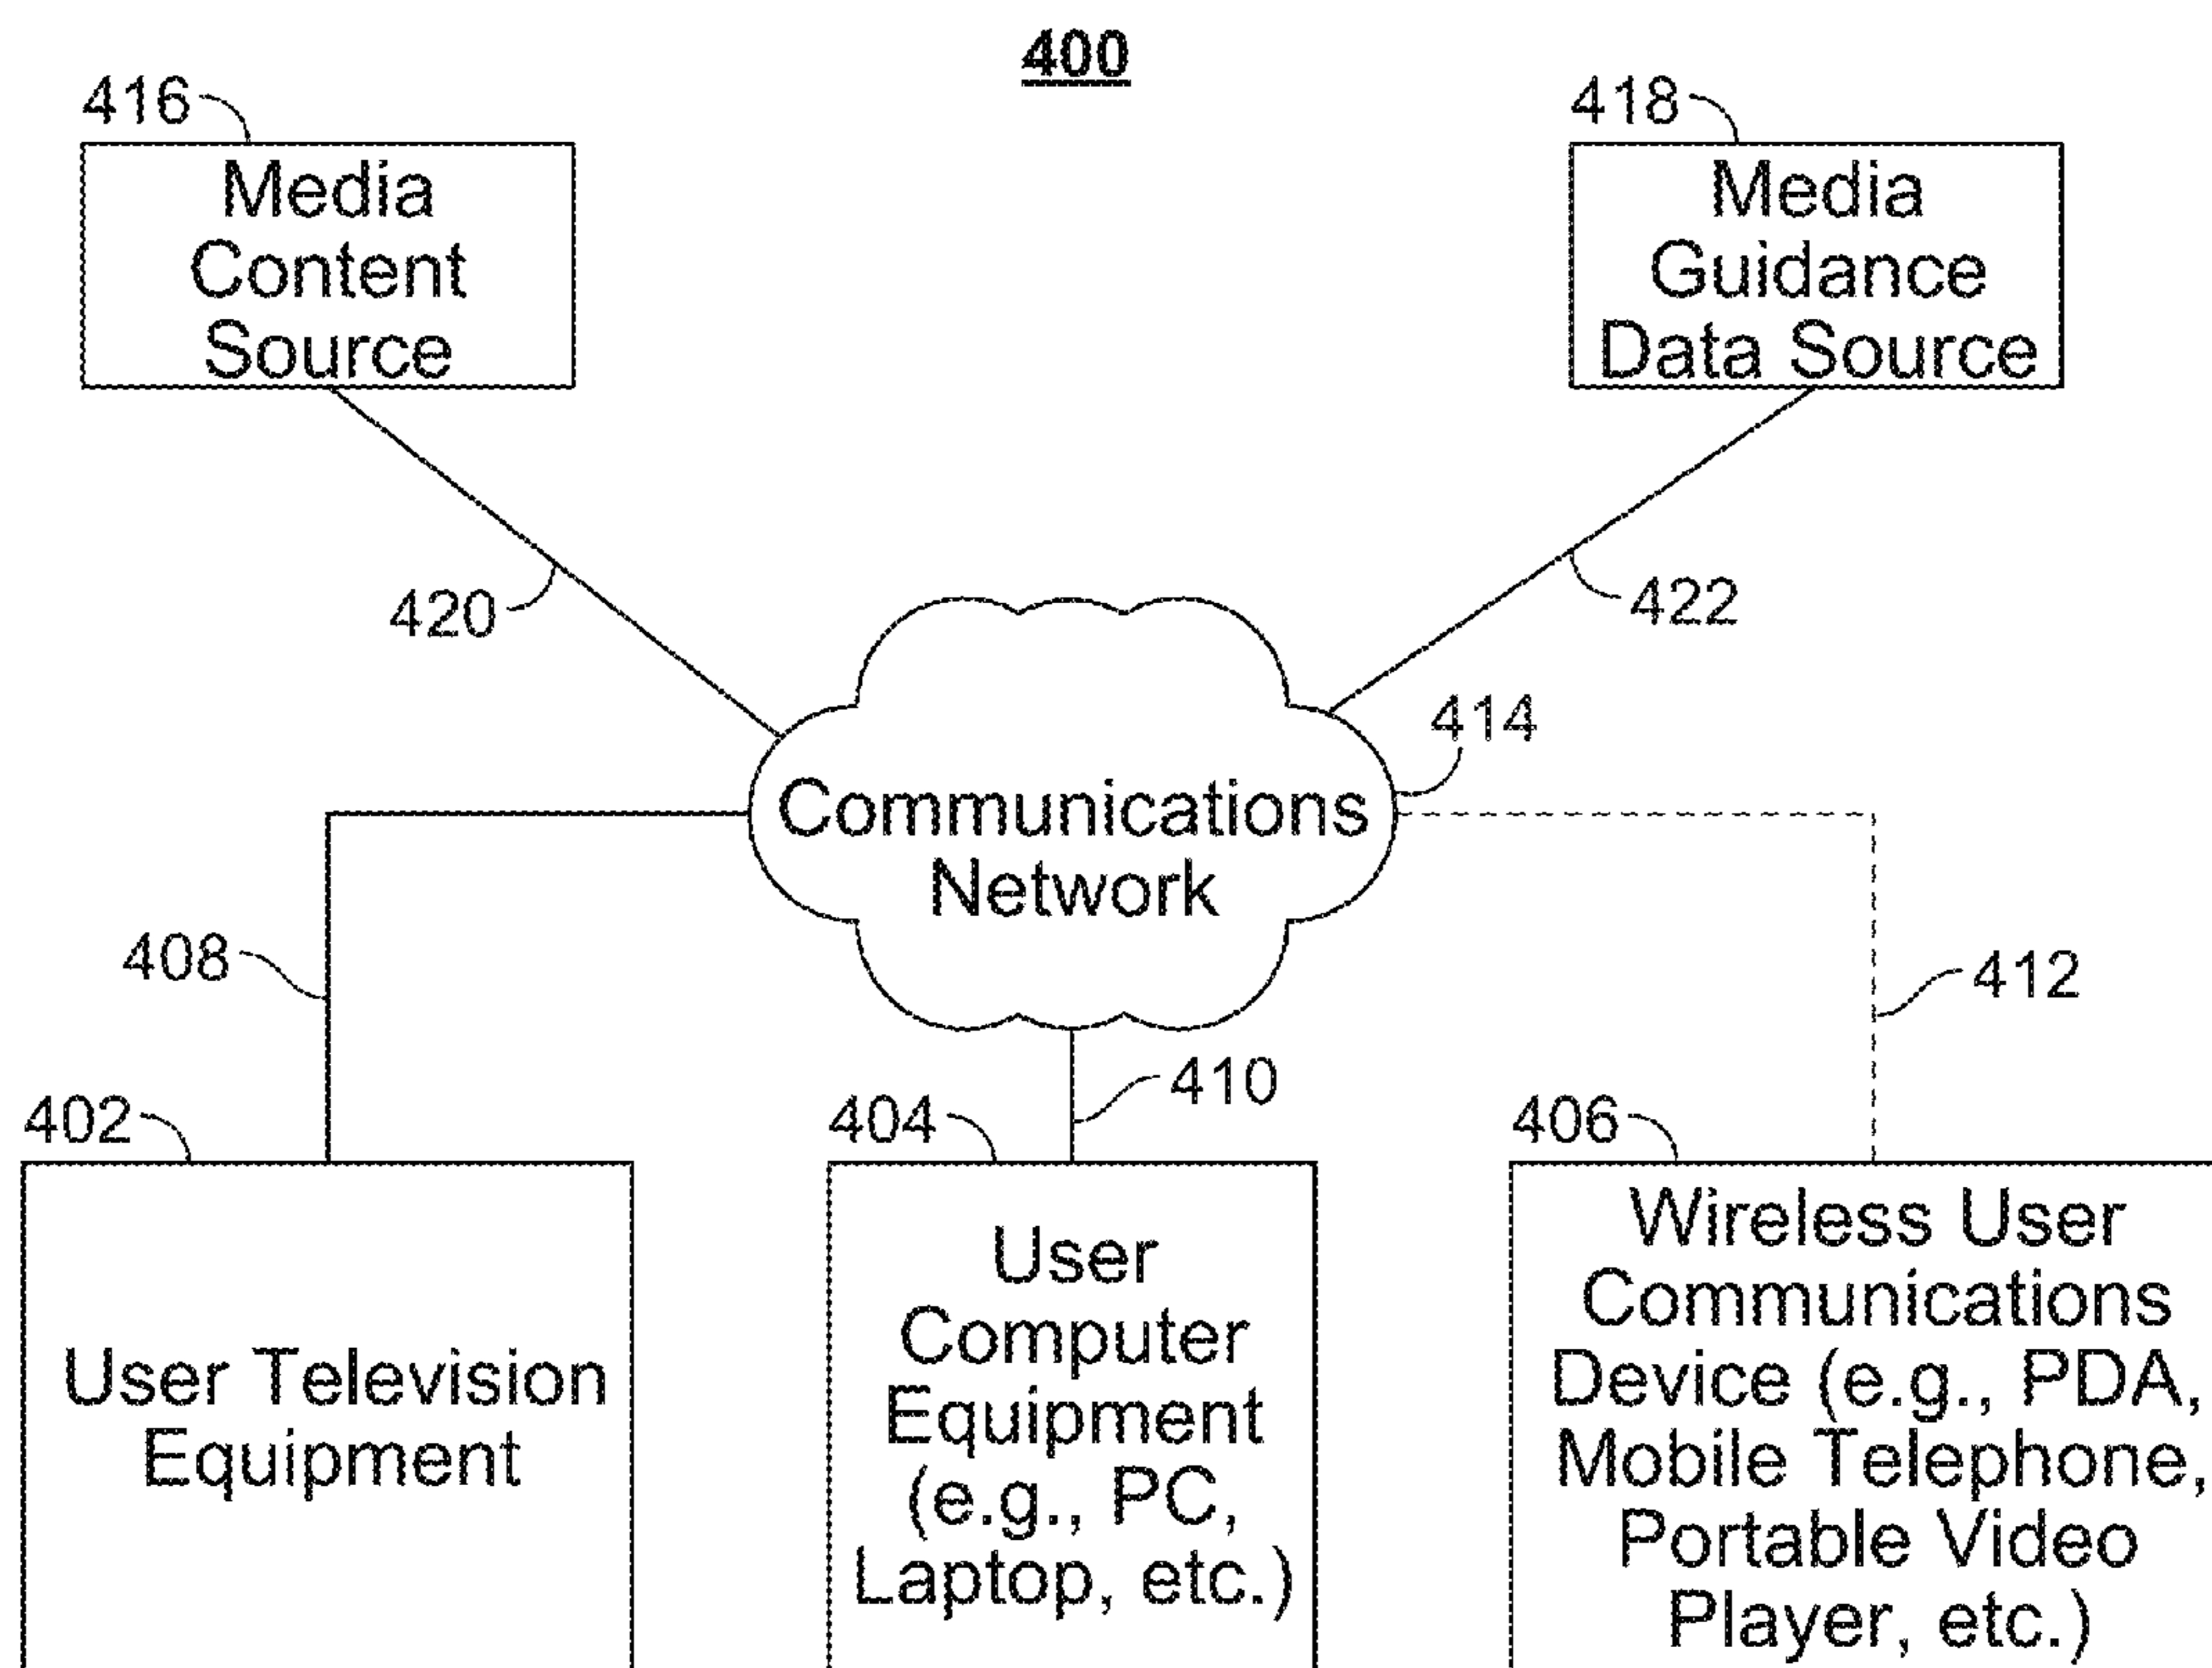 400
416
418
Media
Content
Source
Media
Guidance
Data Source
420
422
414
Communications
Network
408
412
410
402
404
406
User Television
Equipment
User
Computer
Equipment
(e.g., PC,
Laptop, etc.)
Wireless User
Communications
Device (e.g., PDA,
Mobile Telephone,
Portable Video
Player, etc.)